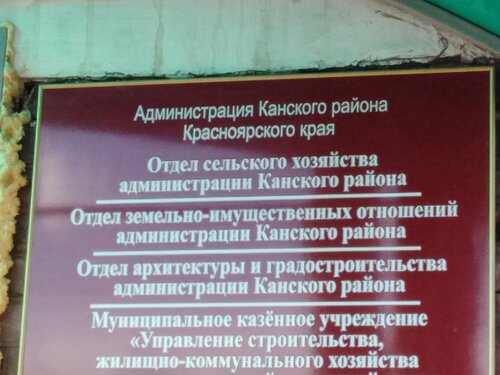 Администрация Канского района
Красноярского края
Отдел сельского хозяйства
администрации Канского района
Отдел земельно-имущественных отношений
администрации Канского района
Отдел архитектуры и градостроительства
администрации Канского района
Муниципальное казённое учреждение
«Управление строительства,
жилищно-коммунального хозяйства